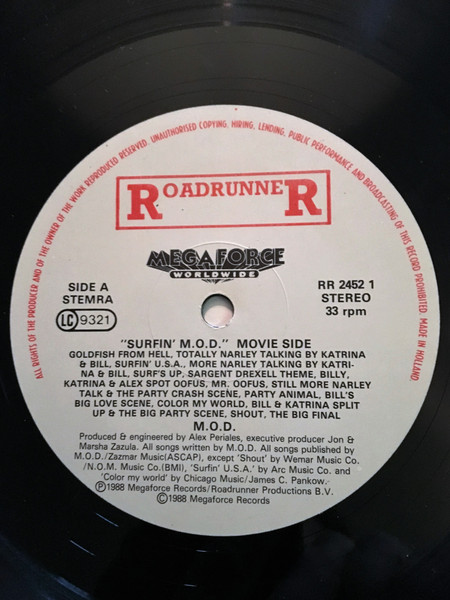 ALL RIGHTS OF THE PRODUCER AND OF THE OWNER OF THE WORK REPRODUCED RESERVED. UNAUTHORISED COPYING, HIRING, LENDING, PUBLIC PERFORMANCE AND BROADCASTING OF THIS RECORD PROHIBITED. MADE IN HOLLAND.
ROADRUNNER
MEGAFORCE
WORLDWIDE
SIDE A
STEMRA
LC 9321
RR 2452 1
STEREO
33 rpm
"SURFIN' M.O.D." MOVIE SIDE
GOLDFISH FROM HELL, TOTALLY NARLEY TALKING BY KATRINA
& BILL, SURFIN' U.S.A., MORE NARLEY TALKING BY KATRI-
NA & BILL, SURF'S UP, SARGENT DREXELL THEME, BILLY,
KATRINA & ALEX SPOT OOFUS, MR. OOFUS, STILL MORE NARLEY
TALK & THE PARTY CRASH SCENE, PARTY ANIMAL, BILL'S
BIG LOVE SCENE, COLOR MY WORLD, BILL & KATRINA SPLIT
UP & THE BIG PARTY SCENE, SHOUT, THE BIG FINAL
M.O.D.
Produced & engineered by Alex Periales, executive producer Jon &
Marsha Zazula. All songs written by M.O.D. All songs published by
M.O.D./Zazmar Music(ASCAP), except 'Shout' by Wemar Music Co.
/N.O.M. Music Co.(BMI), 'Surfin' U.S.A.' by Arc Music Co. and
'Color my world' by Chicago Music/James C. Pankow.
Ⓟ1988 Megaforce Records/Roadrunner Productions B.V.
©1988 Megaforce Records